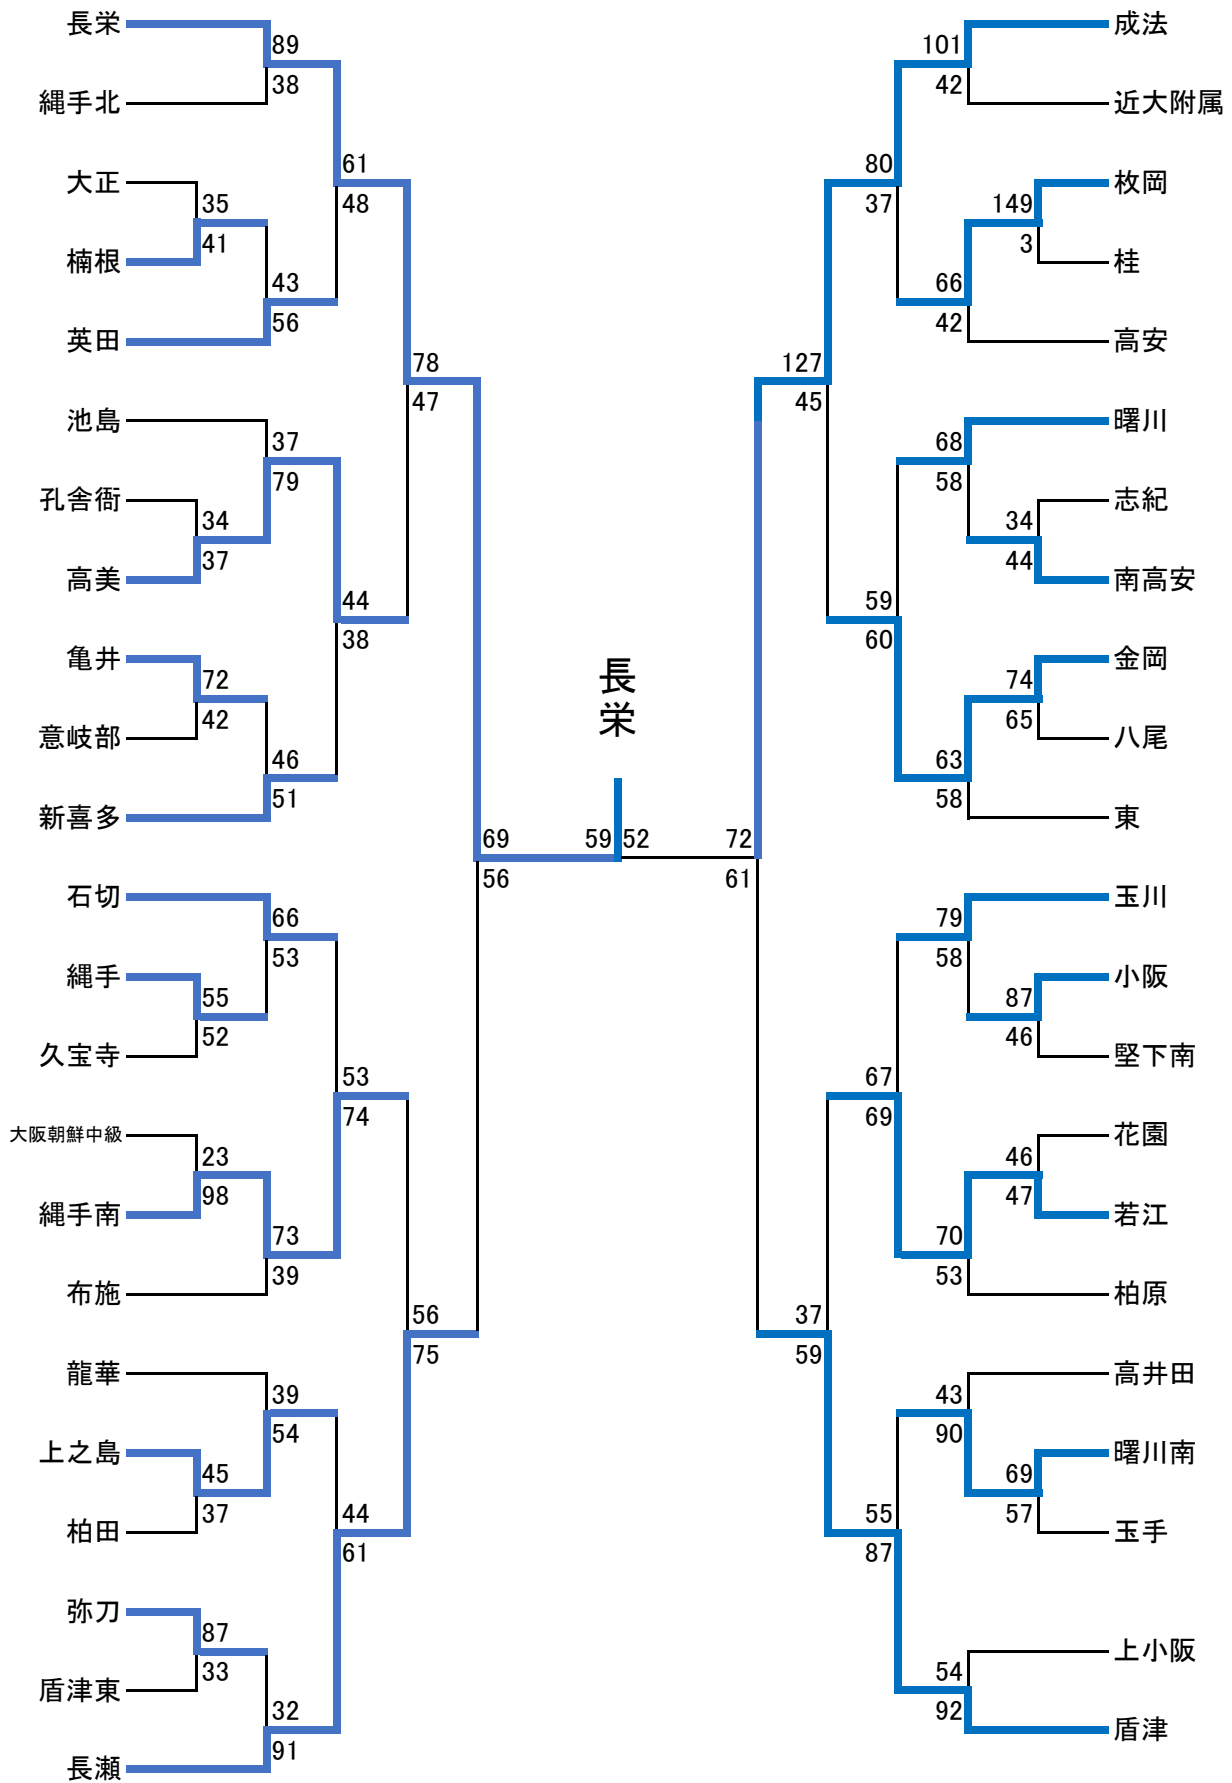 長栄
89
38
縄手北
61
48
大正
35
41
楠根
43
56
英田
78
47
池島
37
79
孔舎衙
34
37
高美
44
38
亀井
72
42
意岐部
46
51
新喜多
69
56
石切
66
53
縄手
55
52
久宝寺
53
74
大阪朝鮮中級
23
98
縄手南
73
39
布施
56
75
龍華
39
54
上之島
45
37
柏田
44
61
弥刀
87
33
盾津東
32
91
長瀬
長栄
59 52
成法
101
42
近大附属
80
37
枚岡
149
3
桂
66
42
高安
127
45
曙川
68
58
志紀
34
44
南高安
59
60
金岡
74
65
八尾
63
58
東
72
61
玉川
79
58
小阪
87
46
堅下南
67
69
花園
46
47
若江
70
53
柏原
37
59
高井田
43
90
曙川南
69
57
玉手
55
87
上小阪
54
92
盾津